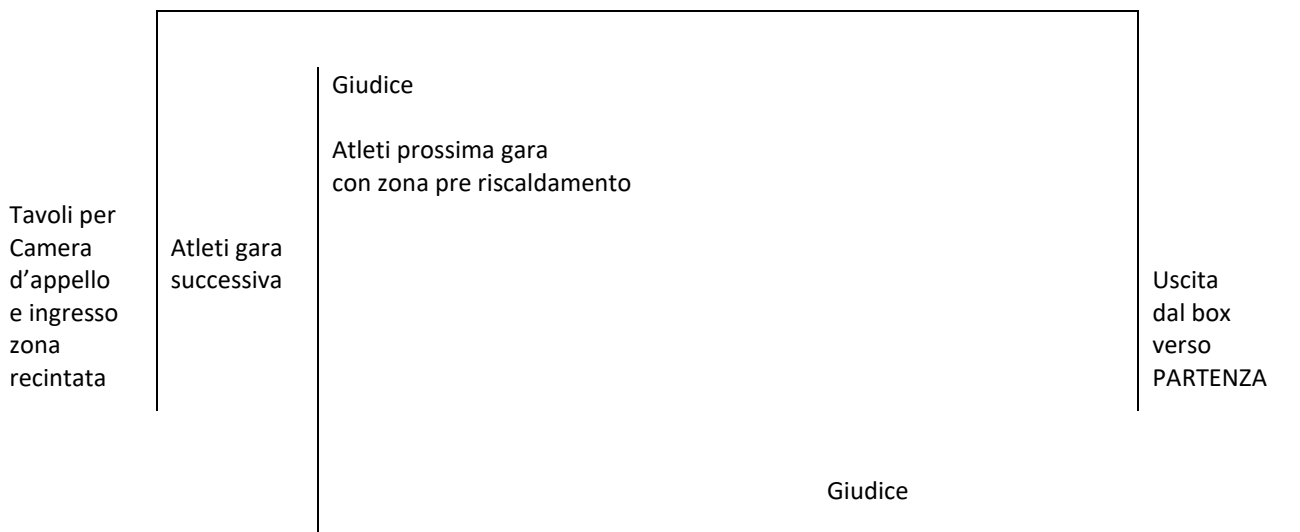 Giudice
Atleti prossima gara
con zona pre riscaldamento
Tavoli per
Camera
d’appello
e ingresso
zona
recintata
Atleti gara
successiva
Uscita
dal box
verso
PARTENZA
Giudice